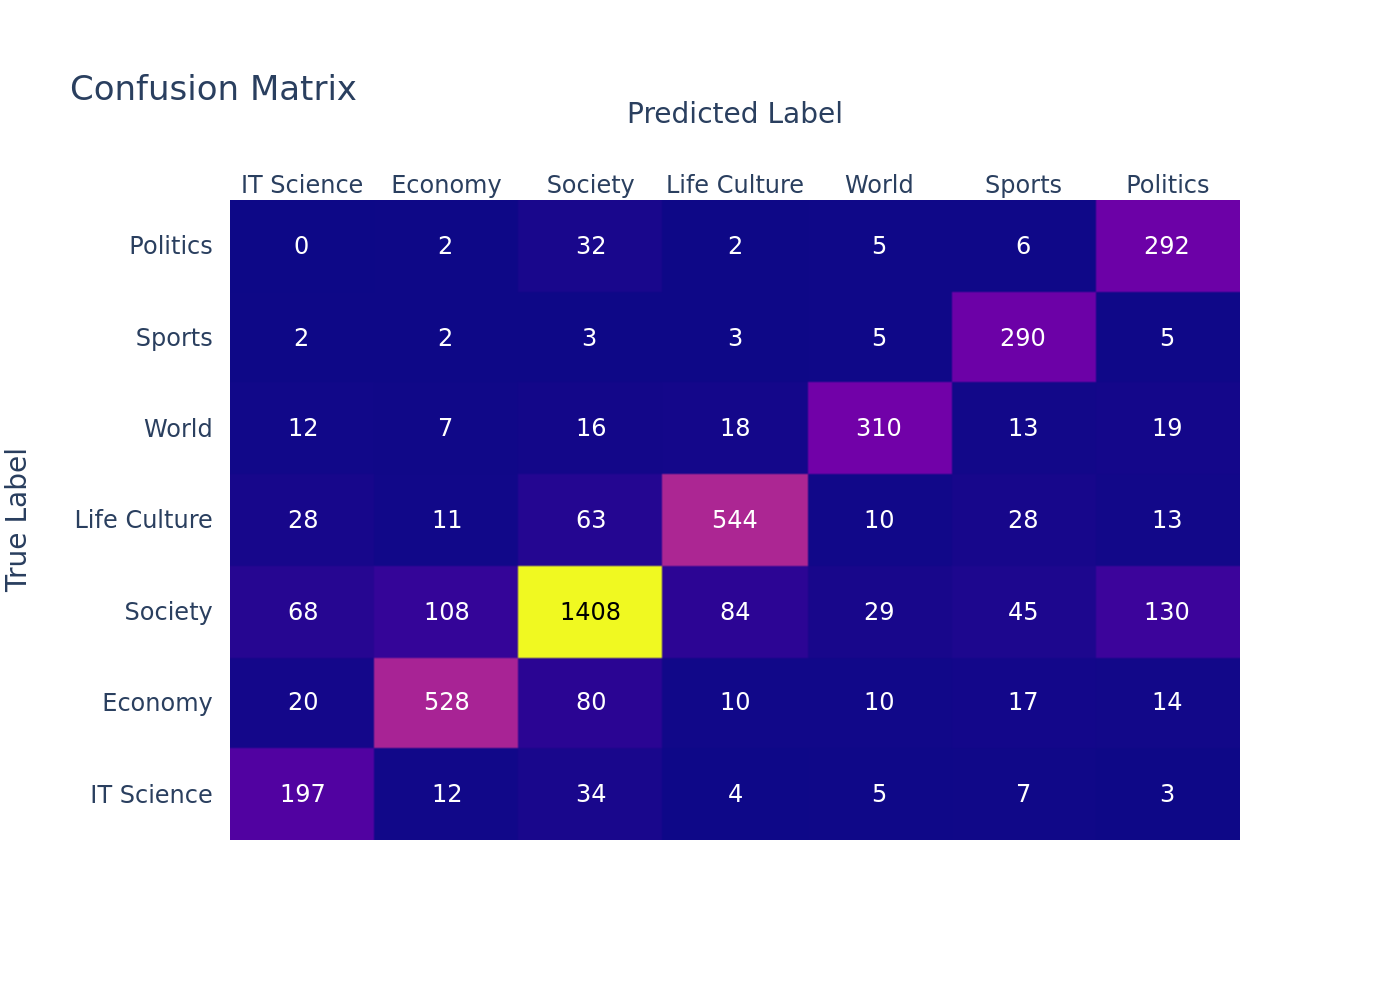 Confusion Matrix
Predicted Label
IT Science Economy Society Life Culture World Sports Politics
Politics 0 2 32 2 5 6 292
Sports 2 2 3 3 5 290 5
World 12 7 16 18 310 13 19
Life Culture 28 11 63 544 10 28 13
Society 68 108 1408 84 29 45 130
Economy 20 528 80 10 10 17 14
IT Science 197 12 34 4 5 7 3
True Label